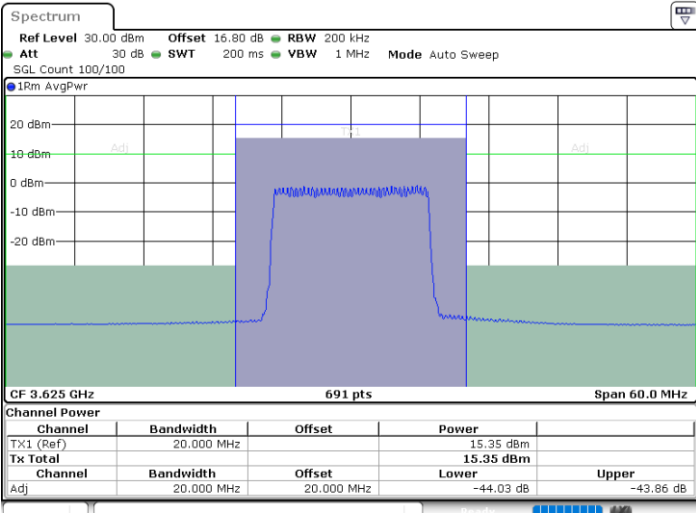 Spectrum
Ref Level 30.00 dBm Offset 16.80 dB RBW 200 kHz
Att 30 dB SWT 200 ms VBW 1 MHz Mode Auto Sweep
SGL Count 100/100
1Rm AvgPwr
20 dBm
TX1
Adj Adj
10 dBm
0 dBm
-10 dBm
-20 dBm
CF 3.625 GHz 691 pts Span 60.0 MHz
Channel Power
Channel Bandwidth Offset Power
TX1 (Ref) 20.000 MHz 15.35 dBm
Tx Total 15.35 dBm
Channel Bandwidth Offset Lower Upper
Adj 20.000 MHz 20.000 MHz -44.03 dB -43.86 dB
Ready